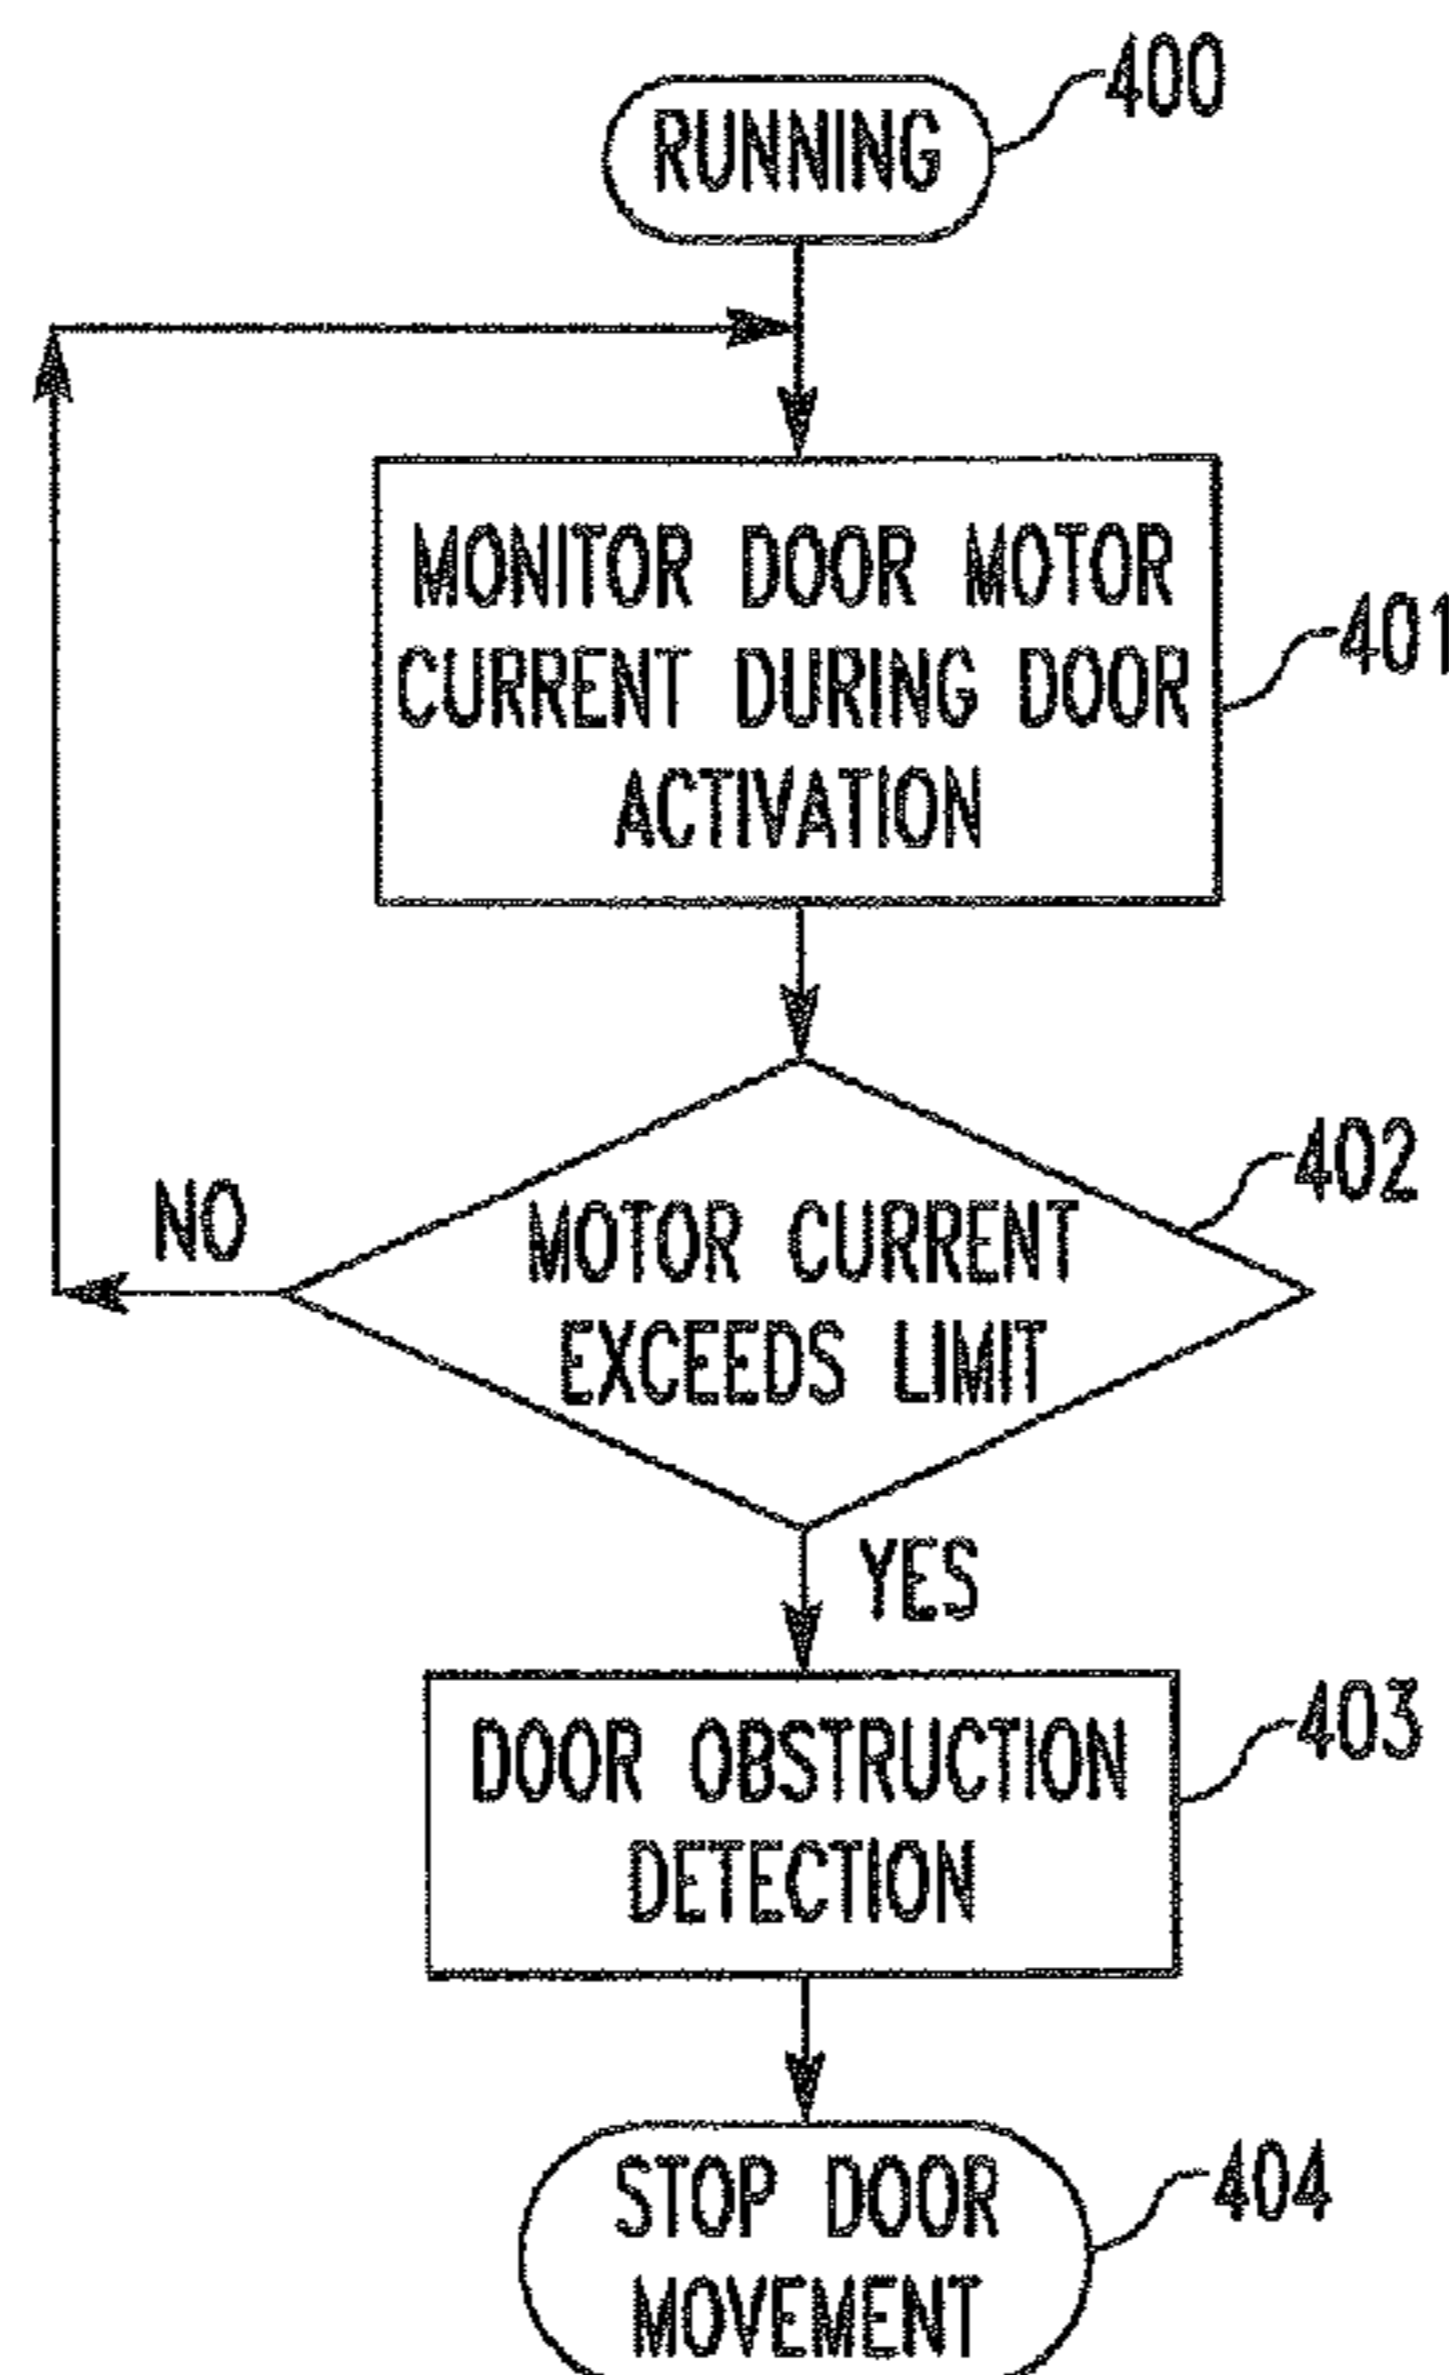 400
RUNNING
MONITOR DOOR MOTOR
CURRENT DURING DOOR
ACTIVATION
401
402
NO
MOTOR CURRENT
EXCEEDS LIMIT
YES
403
DOOR OBSTRUCTION
DETECTION
404
STOP DOOR
MOVEMENT